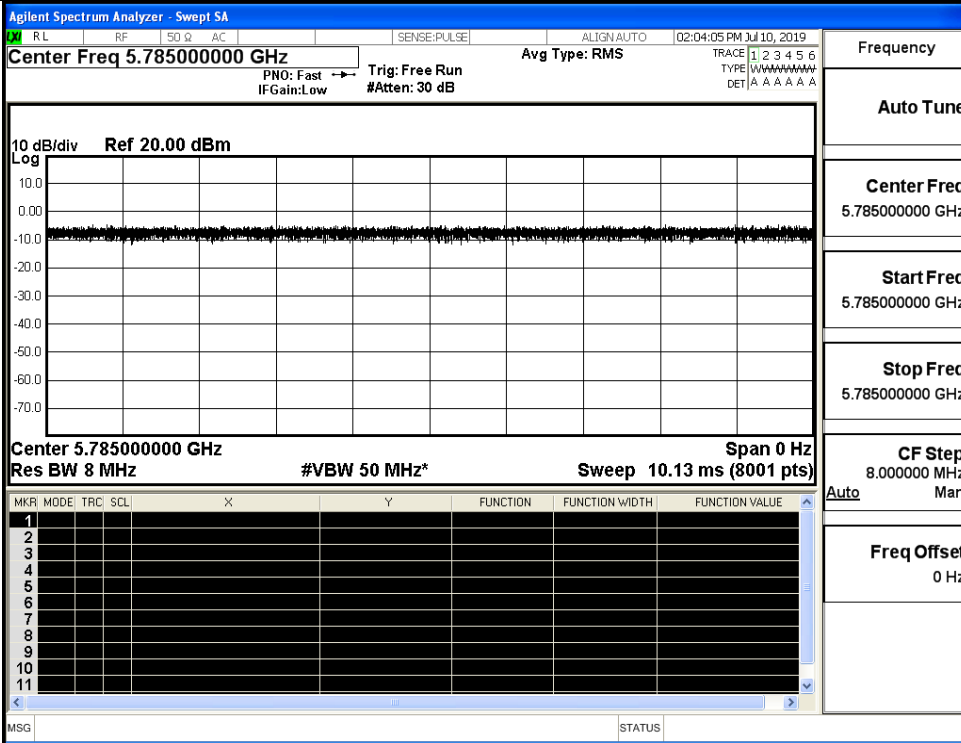 Agilent Spectrum Analyzer - Swept SA
LXI RL RF 50 Ω AC SENSE:PULSE ALIGN AUTO 02:04:05 PM Jul 10, 2019
Center Freq 5.785000000 GHz
PNO: Fast
IFGain:Low
Trig: Free Run
#Atten: 30 dB
Avg Type: RMS
TRACE 1 2 3 4 5 6
TYPE WWWWWW
DET A A A A A A
10 dB/div Ref 20.00 dBm
Log
10.0
0.00
-10.0
-20.0
-30.0
-40.0
-50.0
-60.0
-70.0
Center 5.785000000 GHz Span 0 Hz
Res BW 8 MHz #VBW 50 MHz* Sweep 10.13 ms (8001 pts)
MKR MODE TRC SCL X Y FUNCTION FUNCTION WIDTH FUNCTION VALUE
1
2
3
4
5
6
7
8
9
10
11
MSG STATUS
Frequency
Auto Tune
Center Freq
5.785000000 GHz
Start Freq
5.785000000 GHz
Stop Freq
5.785000000 GHz
CF Step
8.000000 MHz
Auto Man
Freq Offset
0 Hz